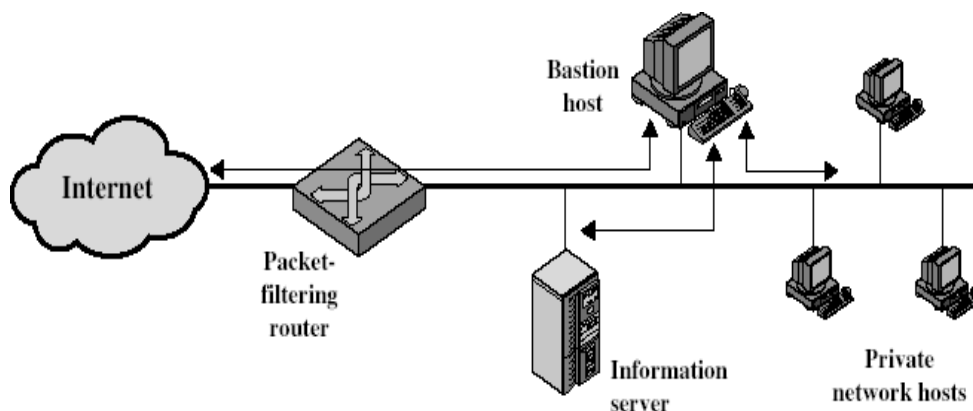 Bastion
host
Internet
Packet-
filtering
router
Information
server
Private
network hosts